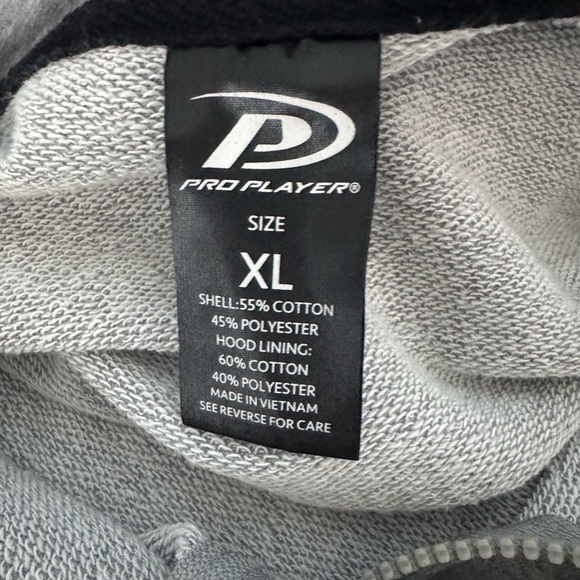 PRO PLAYER®
SIZE
XL
SHELL:55% COTTON
45% POLYESTER
HOOD LINING:
60% COTTON
40% POLYESTER
MADE IN VIETNAM
SEE REVERSE FOR CARE